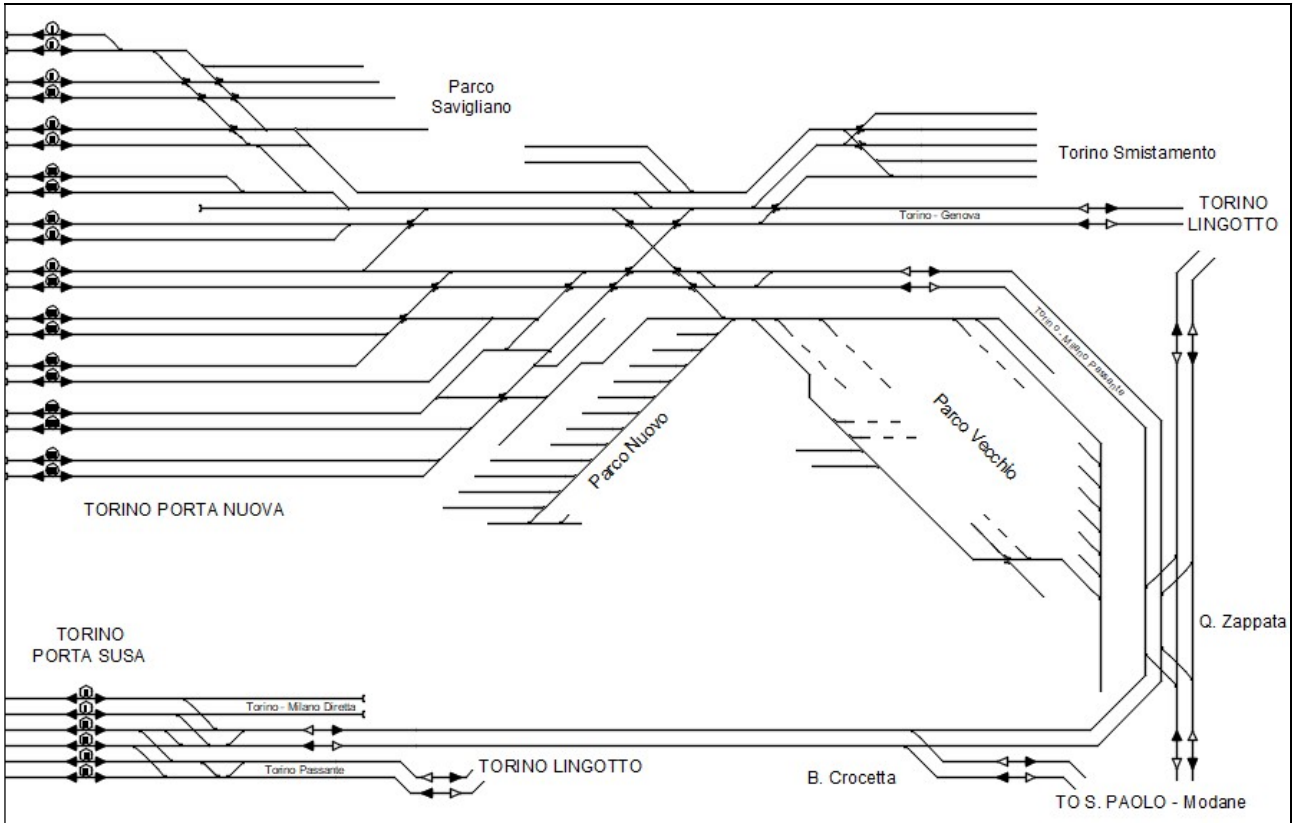 Parco
Savigliano
Torino Smistamento
TORINO
LINGOTTO
Torino - Genova
Torino - Milano Passante
Parco Nuovo
Parco Vecchio
TORINO PORTA NUOVA
Q. Zappata
TORINO
PORTA SUSA
Torino - Milano Diretta
Torino Passante
TORINO LINGOTTO
B. Crocetta
TO S. PAOLO - Modane